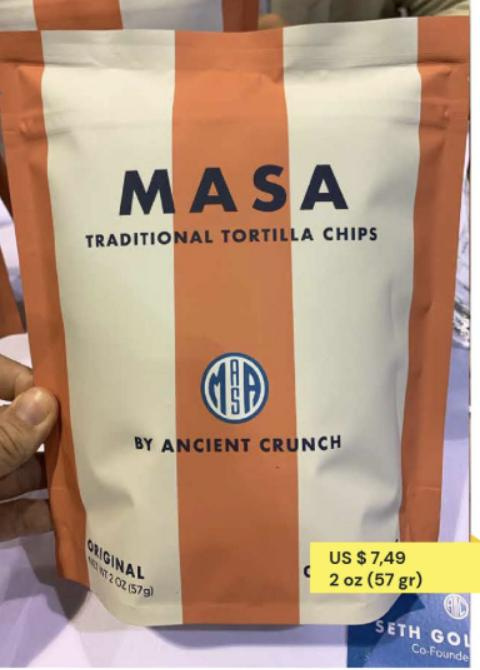 MASA
TRADITIONAL TORTILLA CHIPS
MASA
BY ANCIENT CRUNCH
ORIGINAL
NET WT 2 OZ (57g)
US $ 7,49
2 oz (57 gr)
SETH
Co-Founde